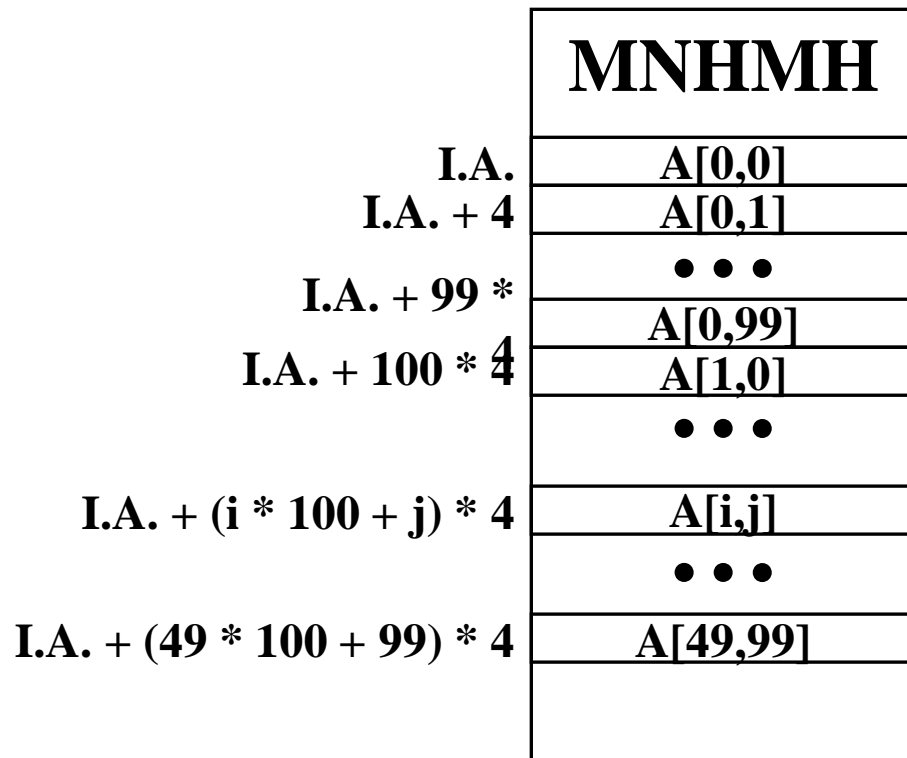 ΜΝΗΜΗ
I.A. A[0,0]
I.A. + 4 A[0,1]
• • •
I.A. + 99 *
4 A[0,99]
I.A. + 100 * 4 A[1,0]
• • •
I.A. + (i * 100 + j) * 4 A[i,j]
• • •
I.A. + (49 * 100 + 99) * 4 A[49,99]